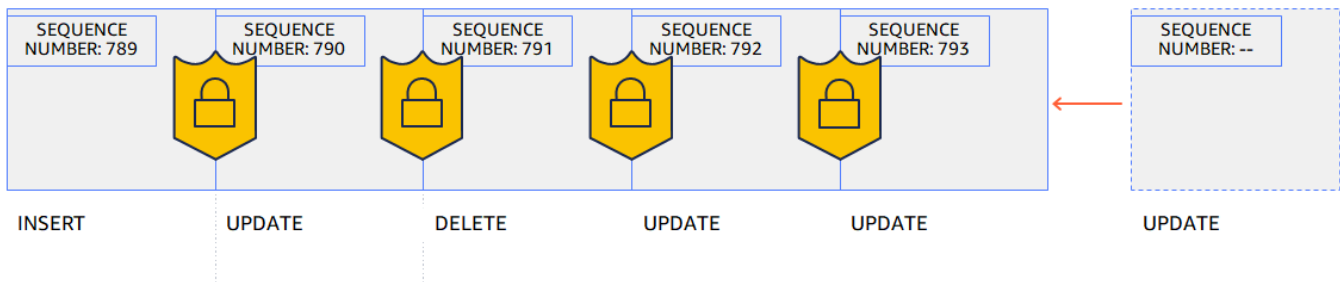 SEQUENCE
NUMBER: 789
SEQUENCE
NUMBER: 790
SEQUENCE
NUMBER: 791
SEQUENCE
NUMBER: 792
SEQUENCE
NUMBER: 793
SEQUENCE
NUMBER: --
INSERT
UPDATE
DELETE
UPDATE
UPDATE
UPDATE